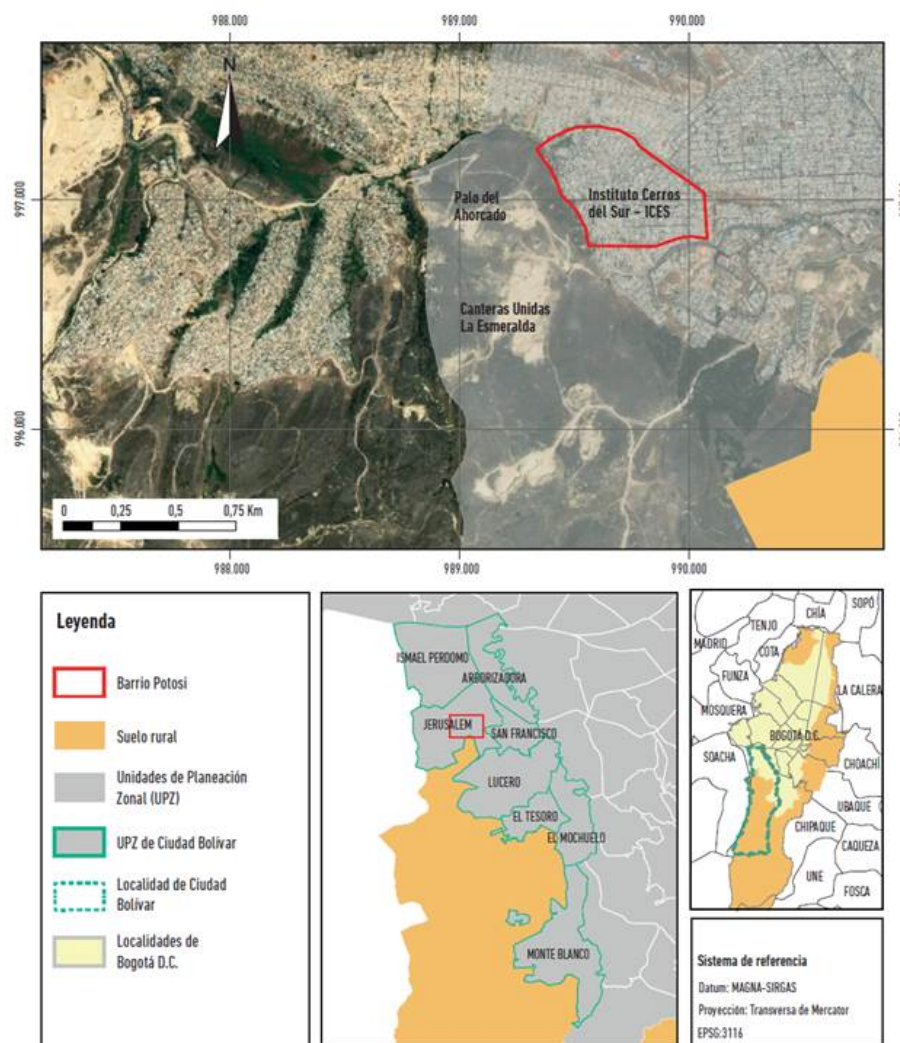 988.000
989.000
990.000
N
997.000
Palo del
Ahorcado
Instituto Cerros
del Sur – ICES
Canteras Unidas
La Esmeralda
996.000
0
0,25
0,5
0,75 Km
988.000
989.000
990.000
Leyenda
Barrio Potosi
Suelo rural
Unidades de Planeación
Zonal (UPZ)
UPZ de Ciudad Bolívar
Localidad de Ciudad
Bolívar
Localidades de
Bogotá D.C.
ISMAEL PERDOMO
ARBORIZADORA
JERUSALEM
SAN FRANCISCO
LUCERO
EL TESORO
EL MOCHUELO
MONTE BLANCO
SOPÓ
CHÍA
TENJO
MADRID
COTA
FUNZA
LA CALERA
MOSQUERA
BOGOTÁ D.C.
SOACHA
CHOACHÍ
UBAQUE
CHIPAQUE
CAQUEZA
UNE
FOSCA
Sistema de referencia
Datum: MAGNA-SIRGAS
Proyección: Transversa de Mercator
EPSG:3116